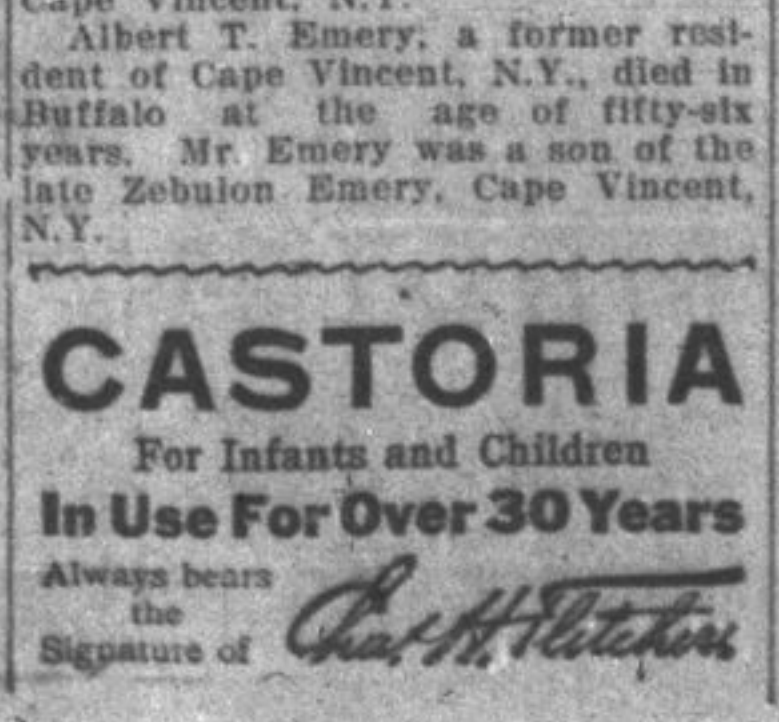 Cape Vincent, N.Y.
Albert T. Emery, a former resi-
dent of Cape Vincent, N.Y., died in
Buffalo at the age of fifty-six
years. Mr. Emery was a son of the
late Zebulon Emery, Cape Vincent,
N.Y.
CASTORIA
For Infants and Children
In Use For Over 30 Years
Always bears
the
Signature of
Chas. H. Fletcher